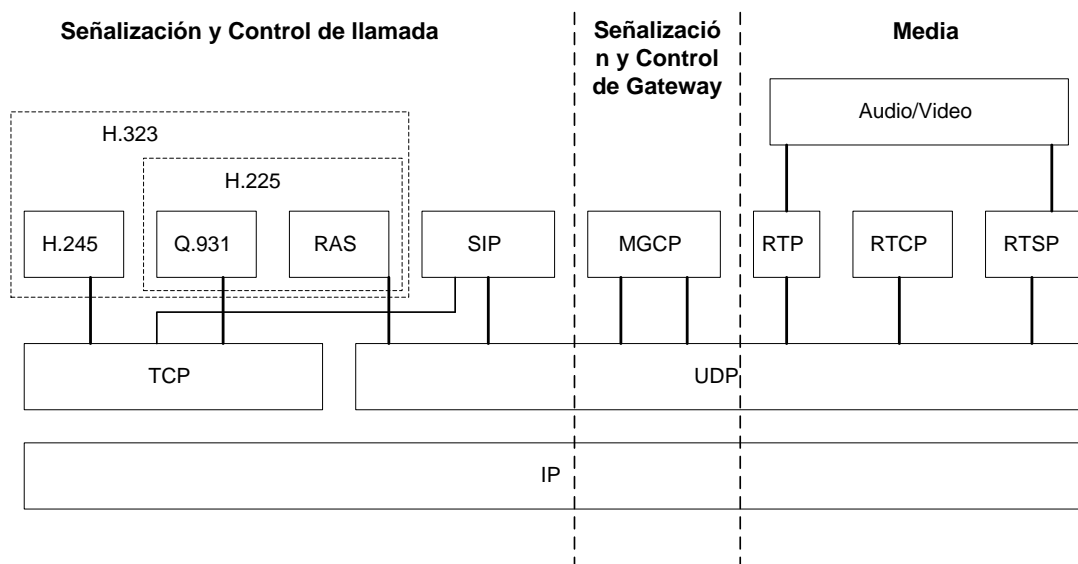 Señalización y Control de llamada
Señalizació
n y Control
de Gateway
Media
Audio/Video
H.323
H.225
H.245
Q.931
RAS
SIP
MGCP
RTP
RTCP
RTSP
TCP
UDP
IP